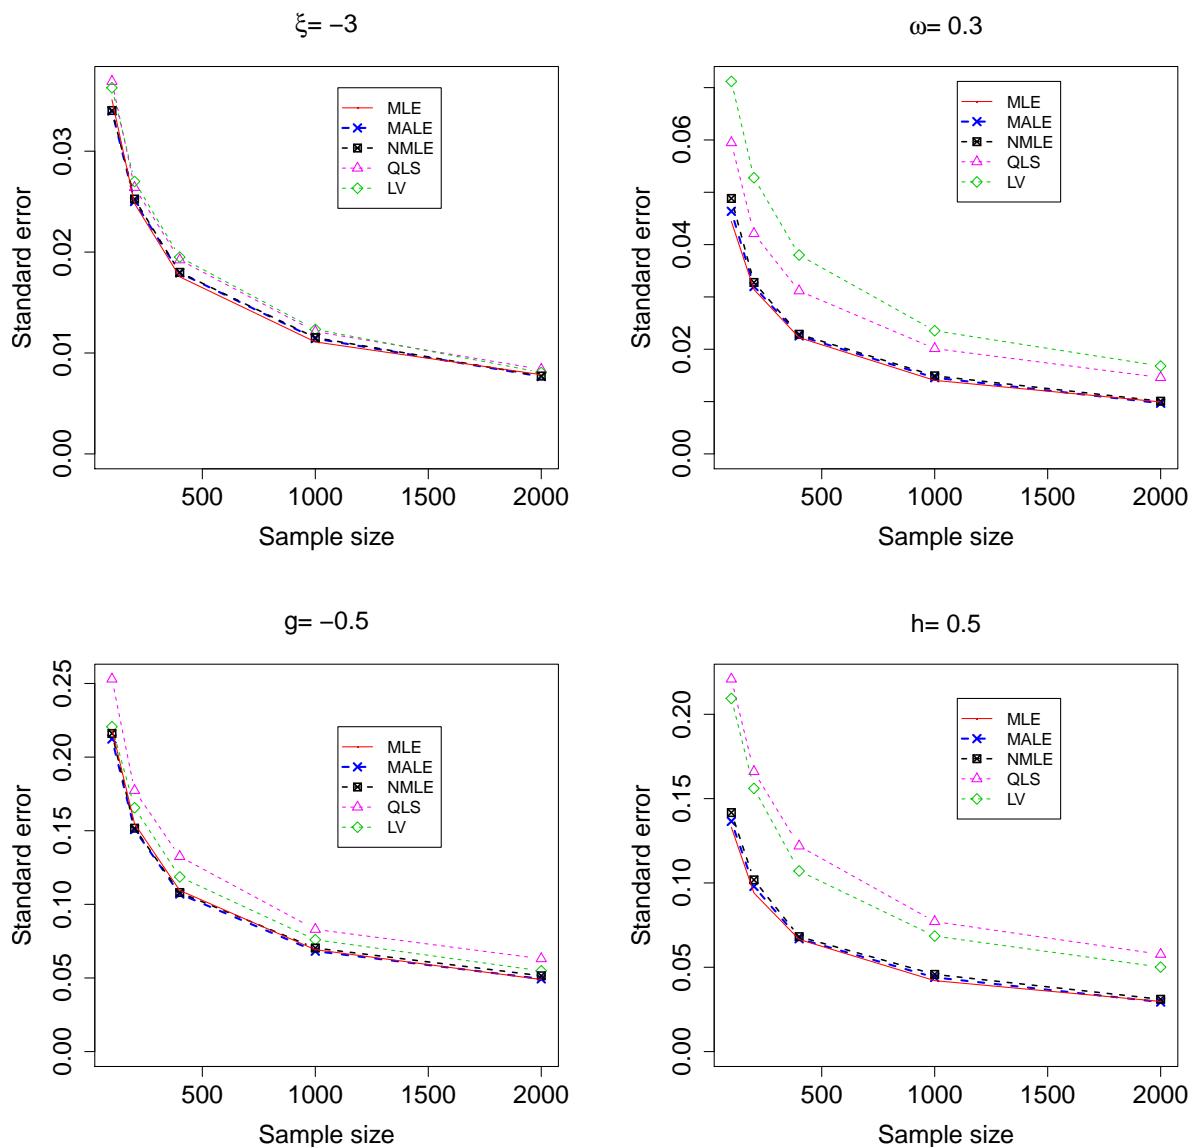 ξ= −3
Standard error
0.00 0.01 0.02 0.03
MLE
MALE
NMLE
QLS
LV
500 1000 1500 2000
Sample size
ω= 0.3
Standard error
0.00 0.02 0.04 0.06
MLE
MALE
NMLE
QLS
LV
500 1000 1500 2000
Sample size
g= −0.5
Standard error
0.00 0.05 0.10 0.15 0.20 0.25
MLE
MALE
NMLE
QLS
LV
500 1000 1500 2000
Sample size
h= 0.5
Standard error
0.00 0.05 0.10 0.15 0.20
MLE
MALE
NMLE
QLS
LV
500 1000 1500 2000
Sample size